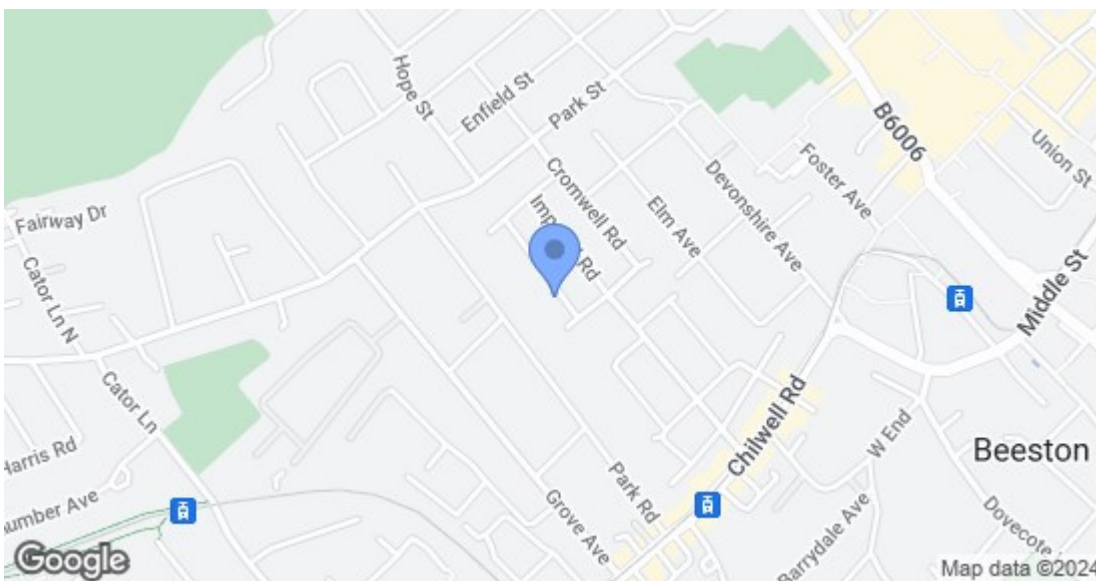 Hope St
Enfield St
Park St
B6006
Union St
Foster Ave
Cromwell Rd
Devonshire Ave
Elm Ave
Fairway Dr
Cator Ln N
Middle St
Cator Ln
Chilwell Rd
W End
Beeston
Harris Rd
Park Rd
Grove Ave
Barrydale Ave
Dovecote
Google
Map data ©2024